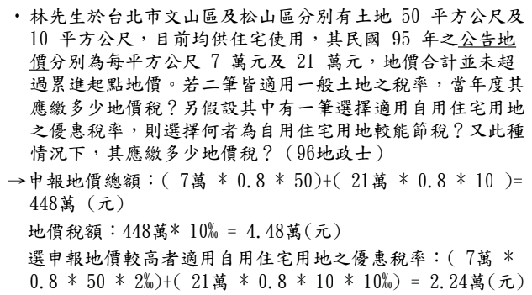 • 林先生於台北市文山區及松山區分別有土地 50 平方公尺及
10 平方公尺，目前均供住宅使用，其民國 95 年之公告地
價分別為每平方公尺 7 萬元及 21 萬元，地價合計並未超
過累進起點地價。若二筆皆適用一般土地之稅率，當年度其
應繳多少地價稅？另假設其中有一筆選擇適用自用住宅用地
之優惠稅率，則選擇何者為自用住宅用地較能節稅？又此種
情況下，其應繳多少地價稅？（96地政士）
→申報地價總額：( 7萬 * 0.8 * 50)+( 21萬 * 0.8 * 10 )=
448萬 (元)
地價稅額：448萬* 10‰ = 4.48萬(元)
選申報地價較高者適用自用住宅用地之優惠稅率：( 7萬 *
0.8 * 50 * 2‰)+( 21萬 * 0.8 * 10 * 10‰) = 2.24萬(元)